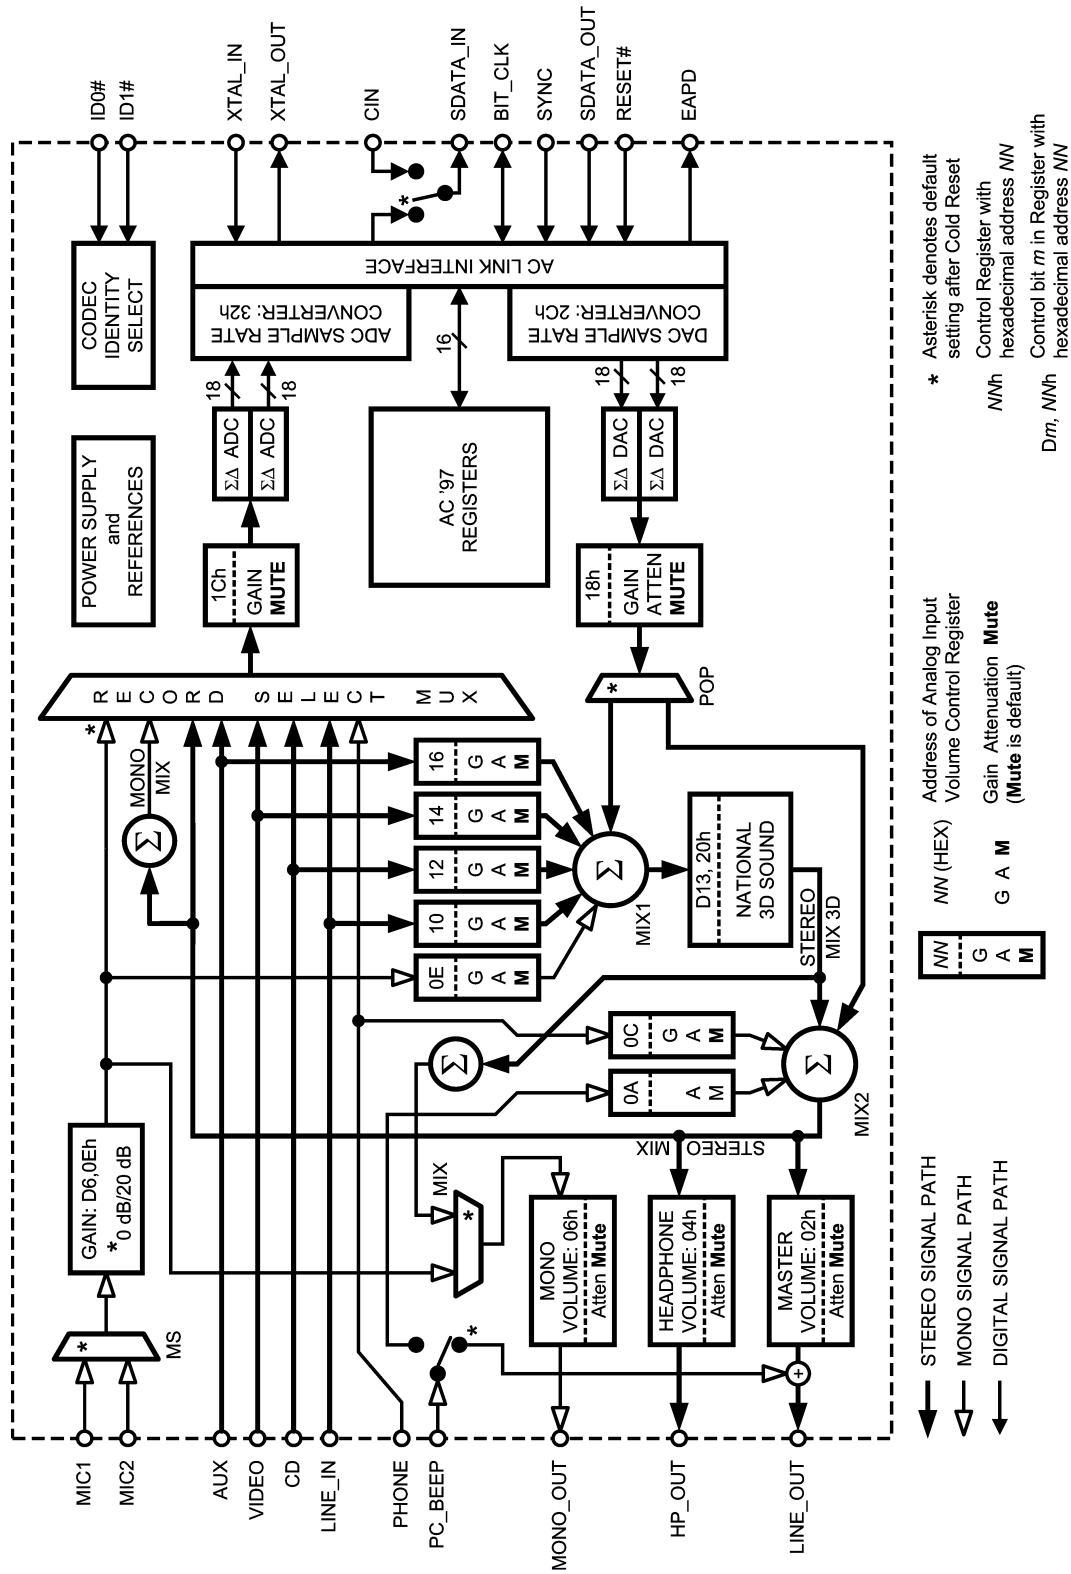 MIC1
MIC2
AUX
VIDEO
CD
LINE_IN
PHONE
PC_BEEP
MONO_OUT
HP_OUT
LINE_OUT
*
MS
GAIN: D6,0Eh
* 0 dB/20 dB
MIX
*
*
MONO
VOLUME: 06h
Atten Mute
HEADPHONE
VOLUME: 04h
Atten Mute
MASTER
VOLUME: 02h
Atten Mute
+
STEREO
MIX
MIX2
Σ
Σ
0A
A
M
0C
G
A
M
0E
G
A
M
10
G
A
M
12
G
A
M
14
G
A
M
16
G
A
M
MIX1
Σ
D13, 20h
NATIONAL
3D SOUND
STEREO
MIX 3D
Σ
MONO
MIX
*
RECORD SELECT MUX
*
POP
1Ch
GAIN
MUTE
18h
GAIN
ATTEN
MUTE
ΣΔ ADC
ΣΔ ADC
18
18
ΣΔ DAC
ΣΔ DAC
18
18
AC '97
REGISTERS
16
POWER SUPPLY
and
REFERENCES
CODEC
IDENTITY
SELECT
ADC SAMPLE RATE
CONVERTER: 32h
DAC SAMPLE RATE
CONVERTER: 2Ch
AC LINK INTERFACE
*
ID0#
ID1#
XTAL_IN
XTAL_OUT
CIN
SDATA_IN
BIT_CLK
SYNC
SDATA_OUT
RESET#
EAPD
STEREO SIGNAL PATH
MONO SIGNAL PATH
DIGITAL SIGNAL PATH
NN
G
A
M
NN (HEX)
Address of Analog Input
Volume Control Register
G A M
Gain Attenuation Mute
(Mute is default)
* Asterisk denotes default
setting after Cold Reset
NNh Control Register with
hexadecimal address NN
Dm, NNh Control bit m in Register with
hexadecimal address NN